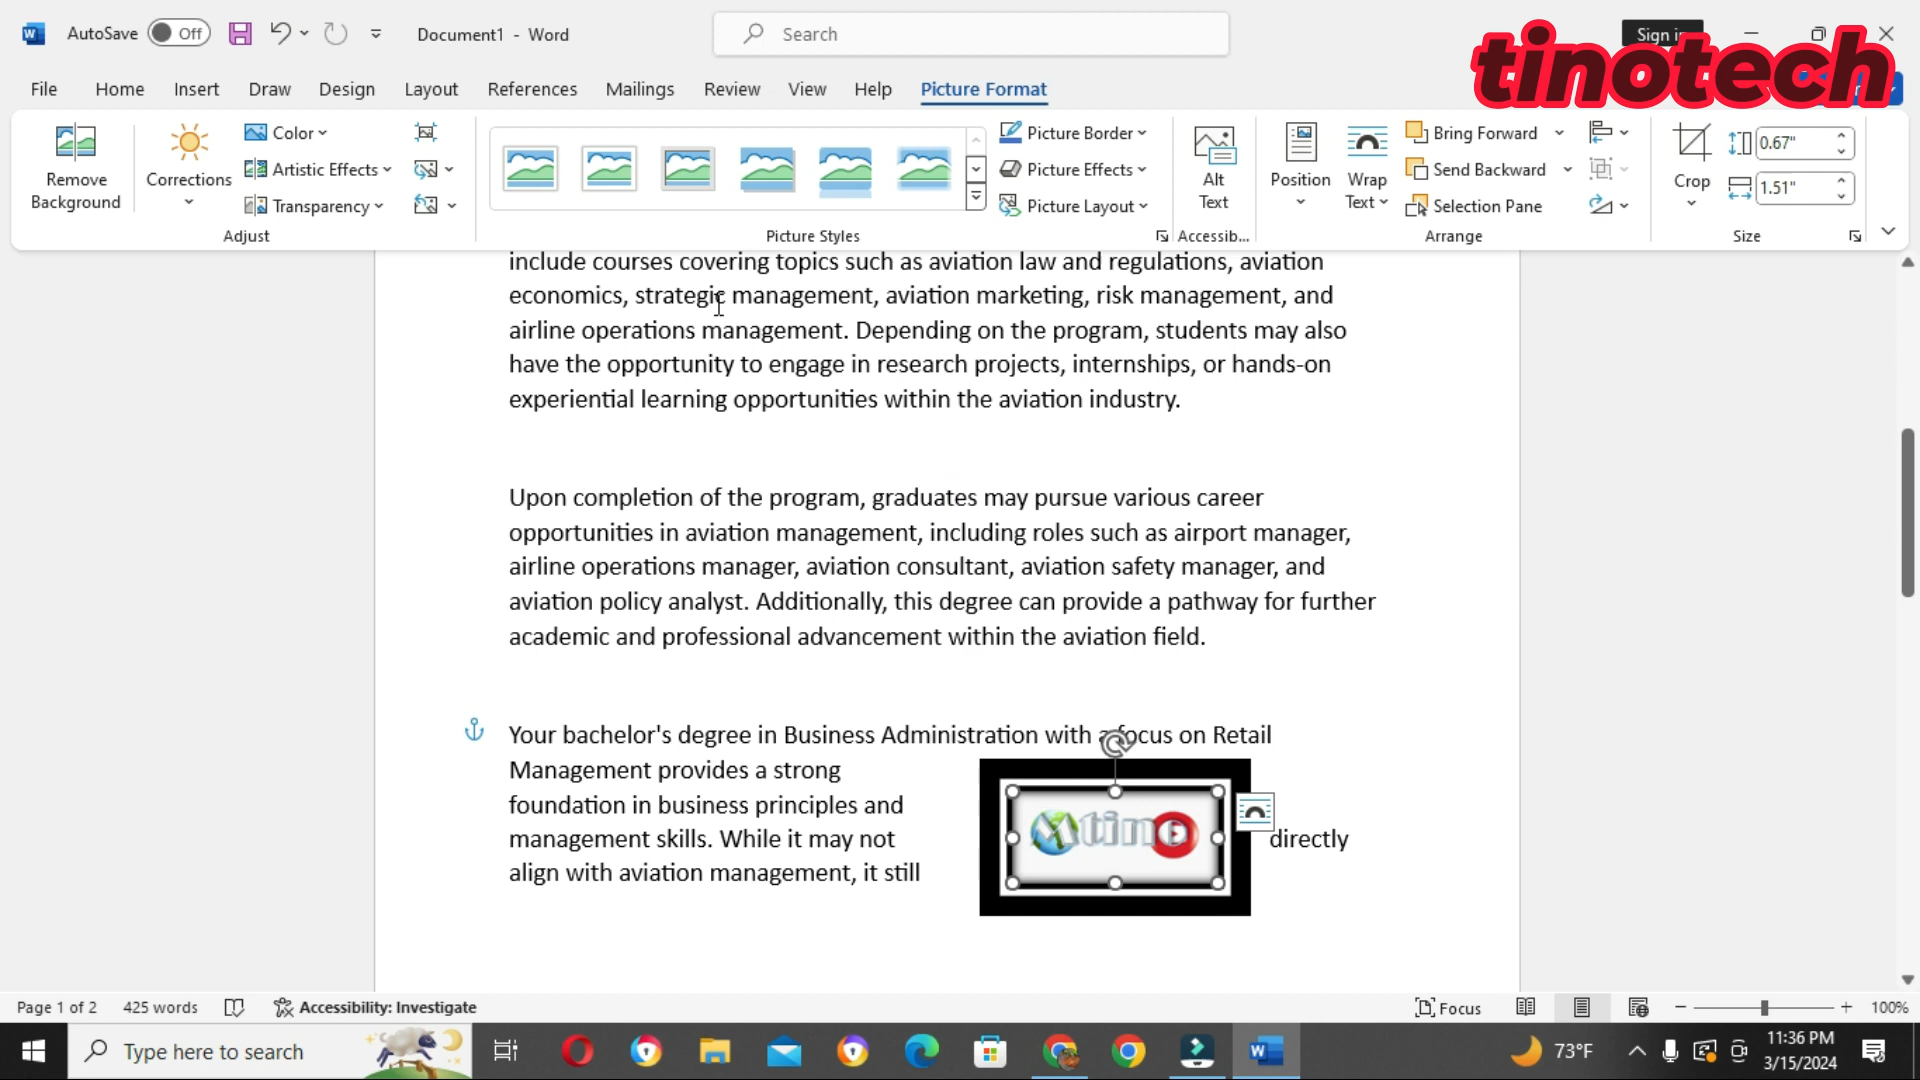 AutoSave Off Document1 - Word Search Sign in
tinotech
File Home Insert Draw Design Layout References Mailings Review View Help Picture Format
Remove Background
Corrections
Color
Artistic Effects
Transparency
Adjust
Picture Styles
Picture Border
Picture Effects
Picture Layout
Alt Text
Accessib...
Position
Wrap Text
Bring Forward
Send Backward
Selection Pane
Arrange
Crop
0.67"
1.51"
Size
include courses covering topics such as aviation law and regulations, aviation
economics, strategic management, aviation marketing, risk management, and
airline operations management. Depending on the program, students may also
have the opportunity to engage in research projects, internships, or hands-on
experiential learning opportunities within the aviation industry.
Upon completion of the program, graduates may pursue various career
opportunities in aviation management, including roles such as airport manager,
airline operations manager, aviation consultant, aviation safety manager, and
aviation policy analyst. Additionally, this degree can provide a pathway for further
academic and professional advancement within the aviation field.
Your bachelor's degree in Business Administration with a focus on Retail
Management provides a strong
foundation in business principles and
management skills. While it may not directly
align with aviation management, it still
Page 1 of 2 425 words Accessibility: Investigate Focus 100%
Type here to search 73°F 11:36 PM
3/15/2024